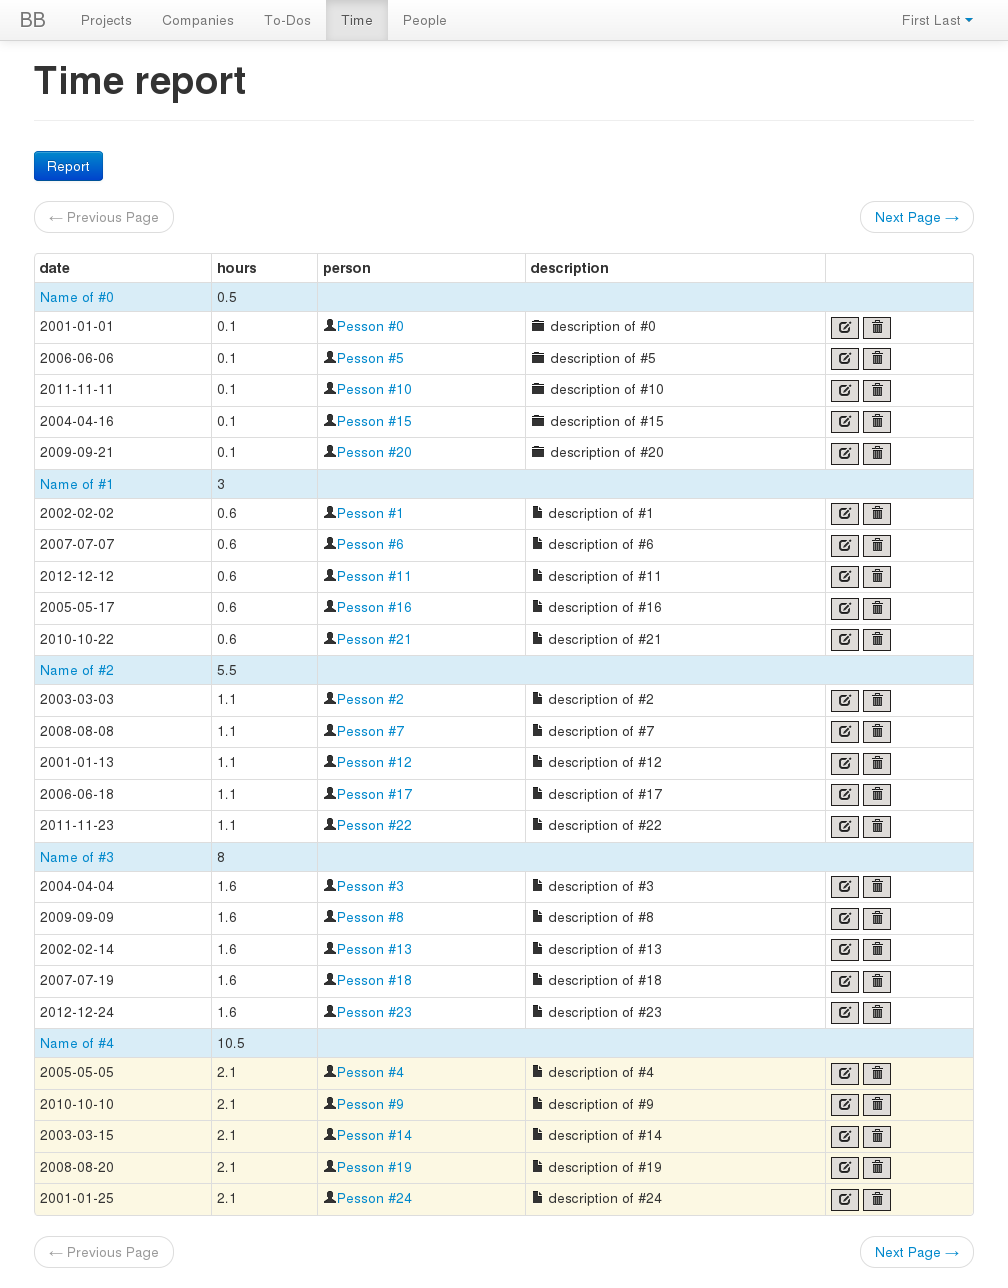 BB Projects Companies To-Dos Time People First Last
Time report
Report
← Previous Page Next Page →
date hours person description
Name of #0 0.5
2001-01-01 0.1 Pesson #0 description of #0
2006-06-06 0.1 Pesson #5 description of #5
2011-11-11 0.1 Pesson #10 description of #10
2004-04-16 0.1 Pesson #15 description of #15
2009-09-21 0.1 Pesson #20 description of #20
Name of #1 3
2002-02-02 0.6 Pesson #1 description of #1
2007-07-07 0.6 Pesson #6 description of #6
2012-12-12 0.6 Pesson #11 description of #11
2005-05-17 0.6 Pesson #16 description of #16
2010-10-22 0.6 Pesson #21 description of #21
Name of #2 5.5
2003-03-03 1.1 Pesson #2 description of #2
2008-08-08 1.1 Pesson #7 description of #7
2001-01-13 1.1 Pesson #12 description of #12
2006-06-18 1.1 Pesson #17 description of #17
2011-11-23 1.1 Pesson #22 description of #22
Name of #3 8
2004-04-04 1.6 Pesson #3 description of #3
2009-09-09 1.6 Pesson #8 description of #8
2002-02-14 1.6 Pesson #13 description of #13
2007-07-19 1.6 Pesson #18 description of #18
2012-12-24 1.6 Pesson #23 description of #23
Name of #4 10.5
2005-05-05 2.1 Pesson #4 description of #4
2010-10-10 2.1 Pesson #9 description of #9
2003-03-15 2.1 Pesson #14 description of #14
2008-08-20 2.1 Pesson #19 description of #19
2001-01-25 2.1 Pesson #24 description of #24
← Previous Page Next Page →